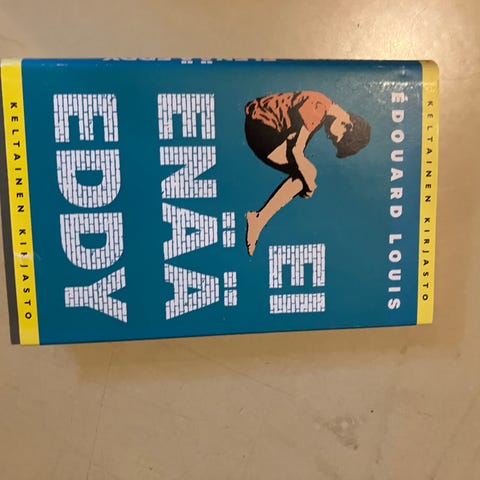 KELTAINEN KIRJASTO
ÉDOUARD LOUIS
EI
ENÄÄ
EDDY
KELTAINEN KIRJASTO